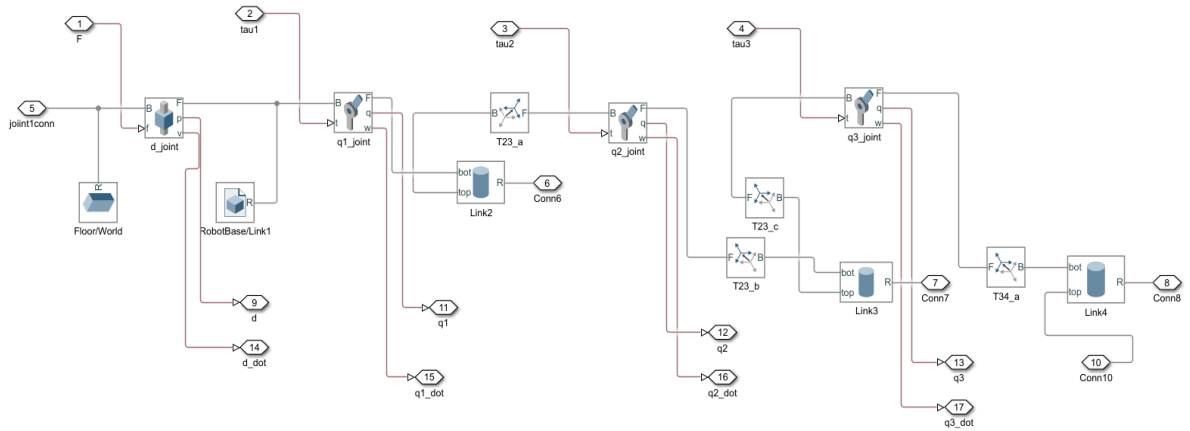 1
F
2
tau1
3
tau2
4
tau3
5
joiint1conn
B
F
f
p
v
d_joint
B
F
t
q
w
q1_joint
B
F
T23_a
B
F
t
q
w
q2_joint
B
F
t
q
w
q3_joint
R
Floor/World
R
RobotBase/Link1
bot
top
R
Link2
6
Conn6
F
B
T23_c
F
B
T23_b
bot
top
R
Link3
7
Conn7
F
B
T34_a
bot
top
R
Link4
8
Conn8
9
d
11
q1
12
q2
14
d_dot
15
q1_dot
16
q2_dot
13
q3
10
Conn10
17
q3_dot